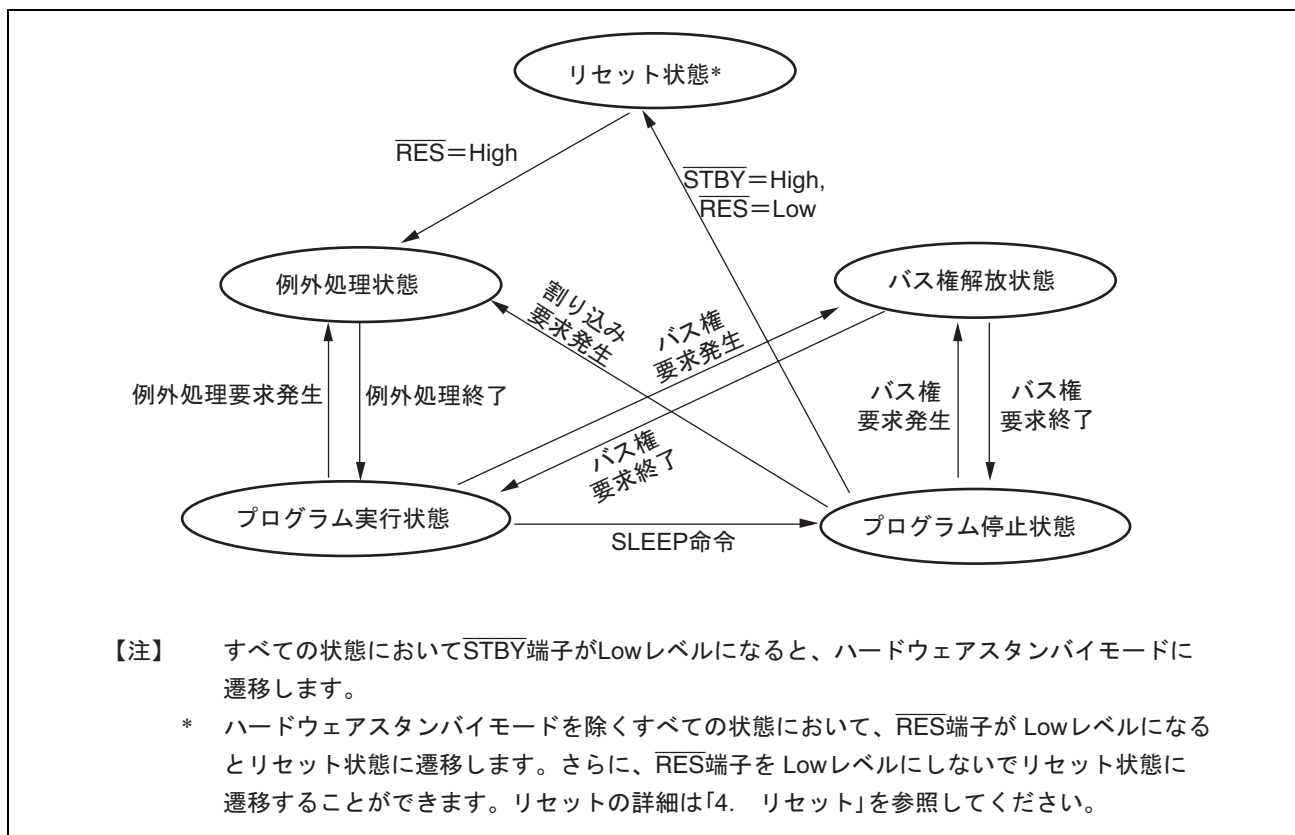 リセット状態*
R̅E̅S̅=High
S̅T̅B̅Y̅=High,
R̅E̅S̅=Low
例外処理状態
バス権解放状態
割り込み
要求発生
バス権
要求発生
例外処理要求発生
例外処理終了
バス権
要求終了
バス権
要求発生
バス権
要求終了
プログラム実行状態
SLEEP命令
プログラム停止状態
【注】 すべての状態においてS̅T̅B̅Y̅端子がLowレベルになると、ハードウェアスタンバイモードに
遷移します。
* ハードウェアスタンバイモードを除くすべての状態において、R̅E̅S̅端子が Lowレベルになる
とリセット状態に遷移します。さらに、R̅E̅S̅端子を Lowレベルにしないでリセット状態に
遷移することができます。リセットの詳細は「4. リセット」を参照してください。